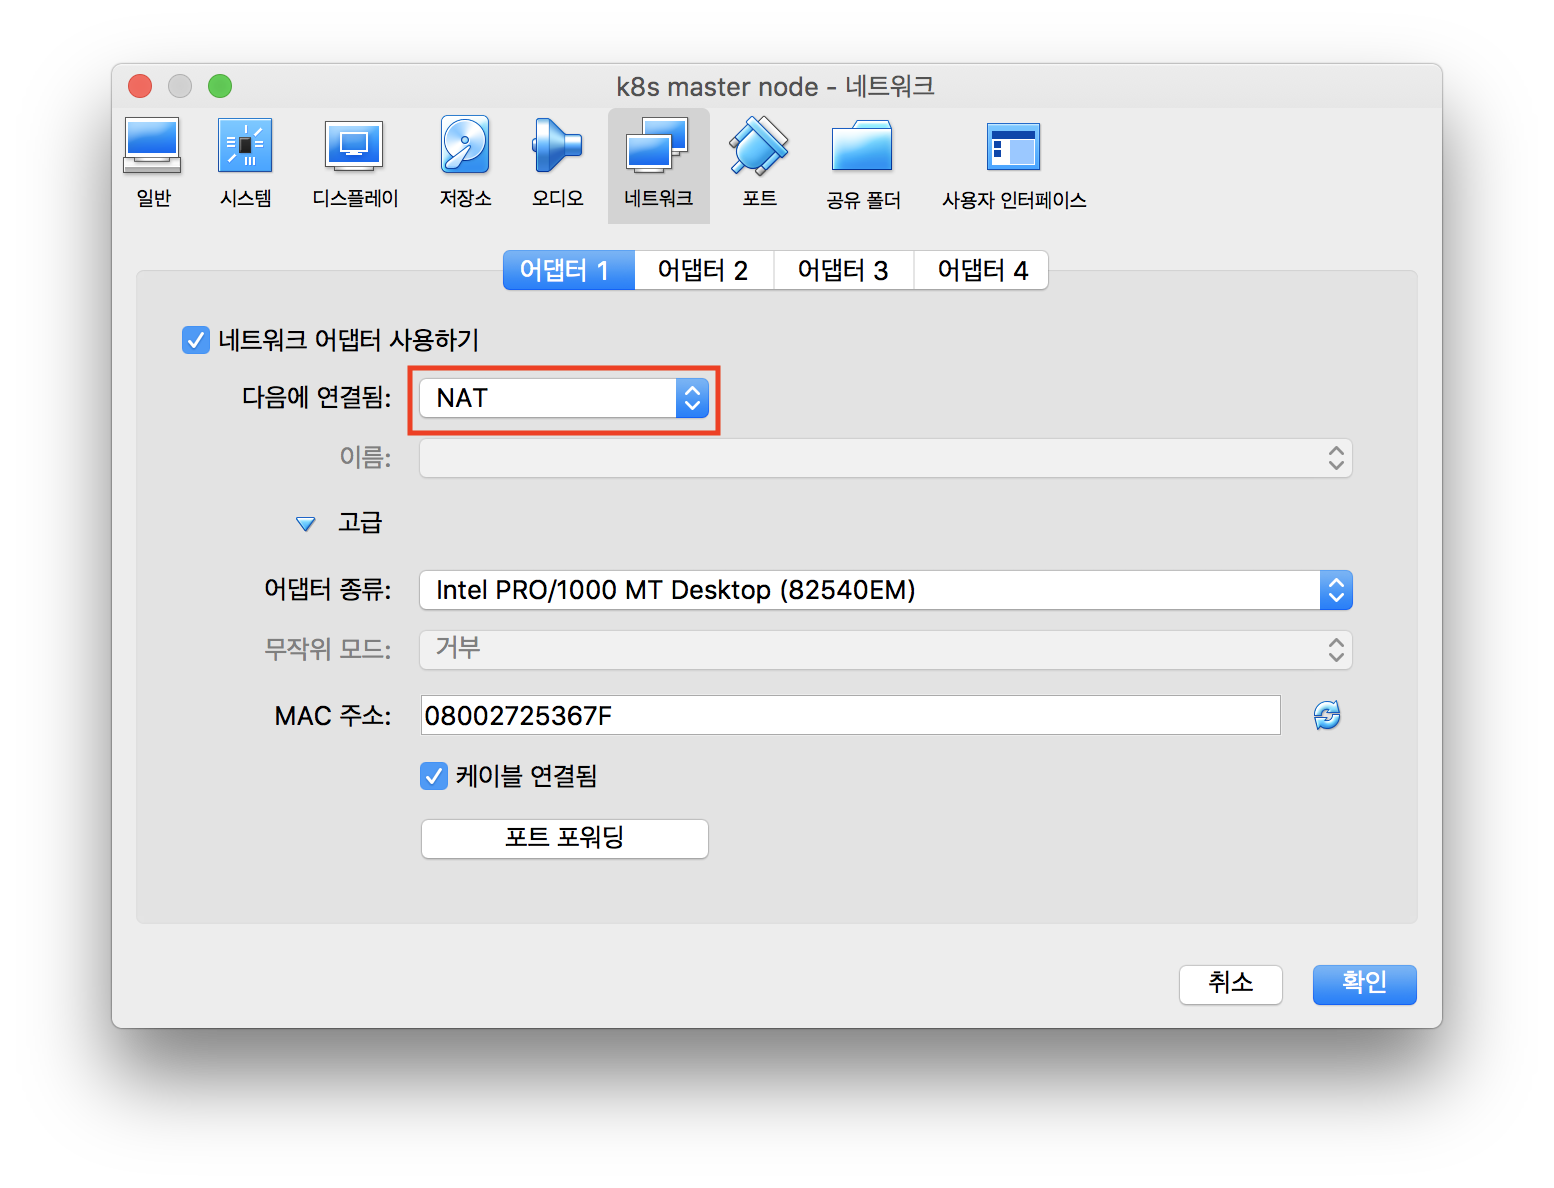 k8s master node - 네트워크
일반 시스템 디스플레이 저장소 오디오 네트워크 포트 공유 폴더 사용자 인터페이스
어댑터 1 어댑터 2 어댑터 3 어댑터 4
네트워크 어댑터 사용하기
다음에 연결됨: NAT
이름:
고급
어댑터 종류: Intel PRO/1000 MT Desktop (82540EM)
무작위 모드: 거부
MAC 주소: 08002725367F
케이블 연결됨
포트 포워딩
취소 확인